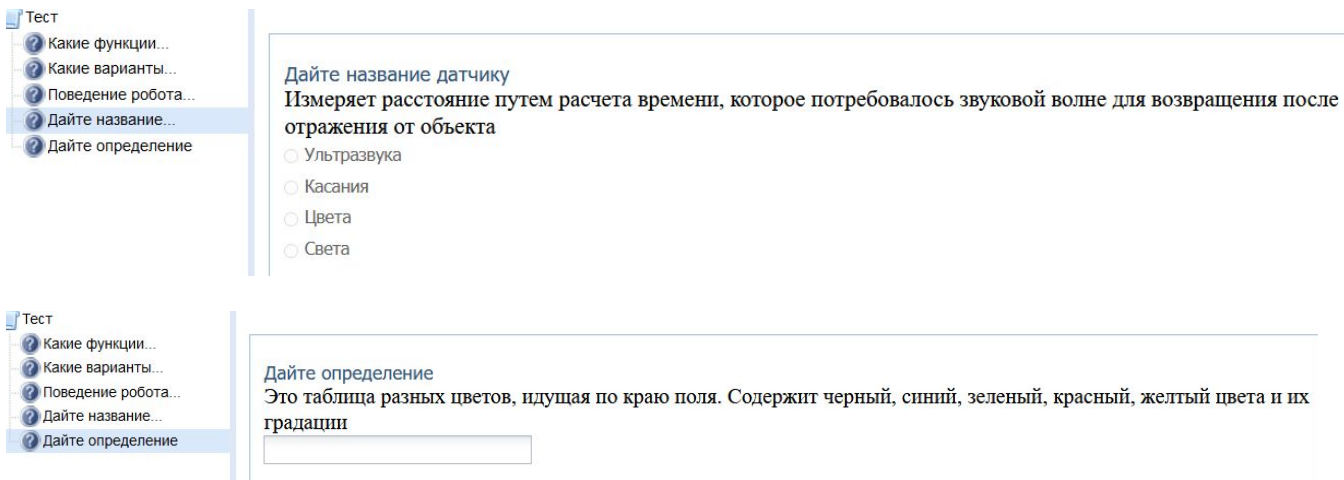 Тест
Какие функции...
Какие варианты...
Поведение робота...
Дайте название...
Дайте определение
Дайте название датчику
Измеряет расстояние путем расчета времени, которое потребовалось звуковой волне для возвращения после
отражения от объекта
Ультразвука
Касания
Цвета
Света
Тест
Какие функции...
Какие варианты...
Поведение робота...
Дайте название...
Дайте определение
Дайте определение
Это таблица разных цветов, идущая по краю поля. Содержит черный, синий, зеленый, красный, желтый цвета и их
градации